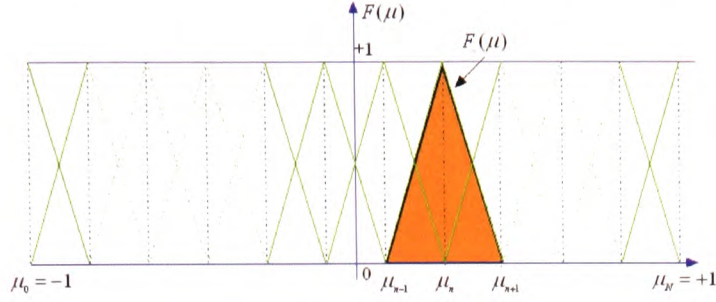 F(μ)
+1
F(μ)
μ₀ = −1
0
μₙ₋₁
μₙ
μₙ₊₁
μ_N = +1